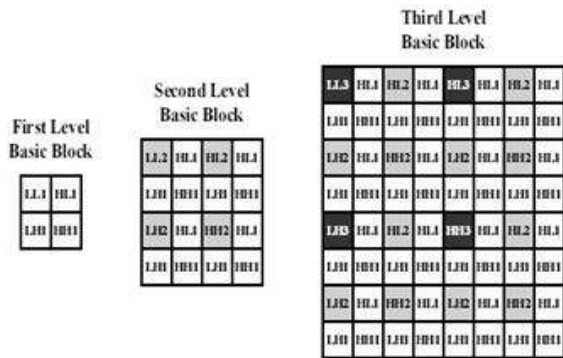 First Level
Basic Block
LL1 HL1
LH1 HH1
Second Level
Basic Block
LL2 HL1 HL2 HL1
LH1 HH1 LH1 HH1
LH2 HL1 HH2 HL1
LH1 HH1 LH1 HH1
Third Level
Basic Block
LL3 HL1 HL2 HL1 HL3 HL1 HL2 HL1
LH1 HH1 LH1 HH1 LH1 HH1 LH1 HH1
LH2 HL1 HH2 HL1 LH2 HL1 HH2 HL1
LH1 HH1 LH1 HH1 LH1 HH1 LH1 HH1
LH3 HL1 HL2 HL1 HH3 HL1 HL2 HL1
LH1 HH1 LH1 HH1 LH1 HH1 LH1 HH1
LH2 HL1 HH2 HL1 LH2 HL1 HH2 HL1
LH1 HH1 LH1 HH1 LH1 HH1 LH1 HH1